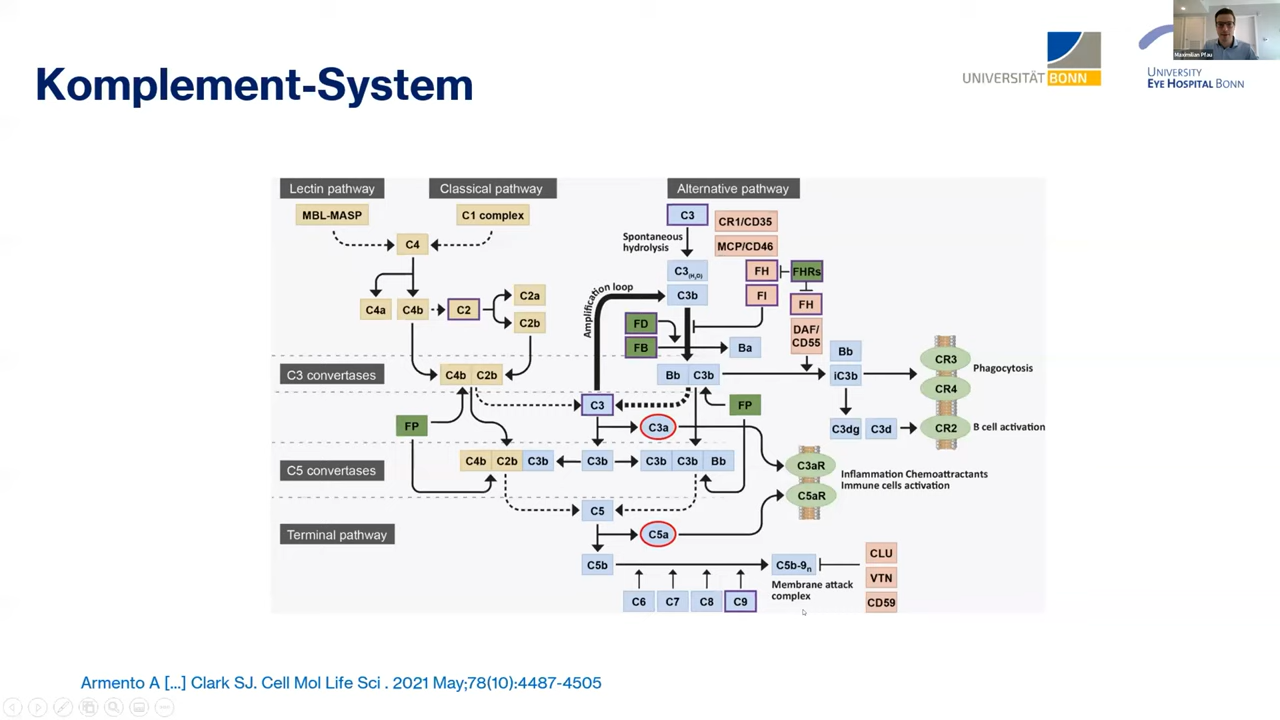 Maximilian Pfau
Komplement-System
UNIVERSITÄT BONN
UNIVERSITY
EYE HOSPITAL BONN
Lectin pathway
Classical pathway
Alternative pathway
MBL-MASP
C1 complex
C3
CR1/CD35
Spontaneous
hydrolysis
MCP/CD46
C4
C3(H₂O)
FH
FHRs
Amplification loop
C3b
FI
FH
C4a
C4b
C2
C2a
C2b
FD
DAF/
CD55
FB
Ba
Bb
CR3
Phagocytosis
C3 convertases
C4b
C2b
Bb
C3b
iC3b
CR4
C3
FP
FP
C3a
C3dg
C3d
CR2
B cell activation
C5 convertases
C4b
C2b
C3b
C3b
C3b
C3b
Bb
C3aR
Inflammation Chemoattractants
Immune cells activation
C5aR
C5
Terminal pathway
C5a
C5b
C5b-9n
Membrane attack
complex
CLU
VTN
CD59
C6
C7
C8
C9
Armento A [...] Clark SJ. Cell Mol Life Sci . 2021 May;78(10):4487-4505